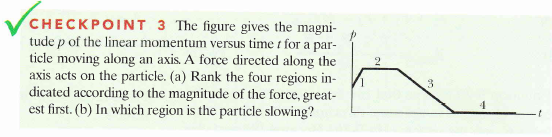 CHECKPOINT 3 The figure gives the magni-
tude p of the linear momentum versus time t for a par-
ticle moving along an axis. A force directed along the
axis acts on the particle. (a) Rank the four regions in-
dicated according to the magnitude of the force, great-
est first. (b) In which region is the particle slowing?
p
2
1
3
4
t